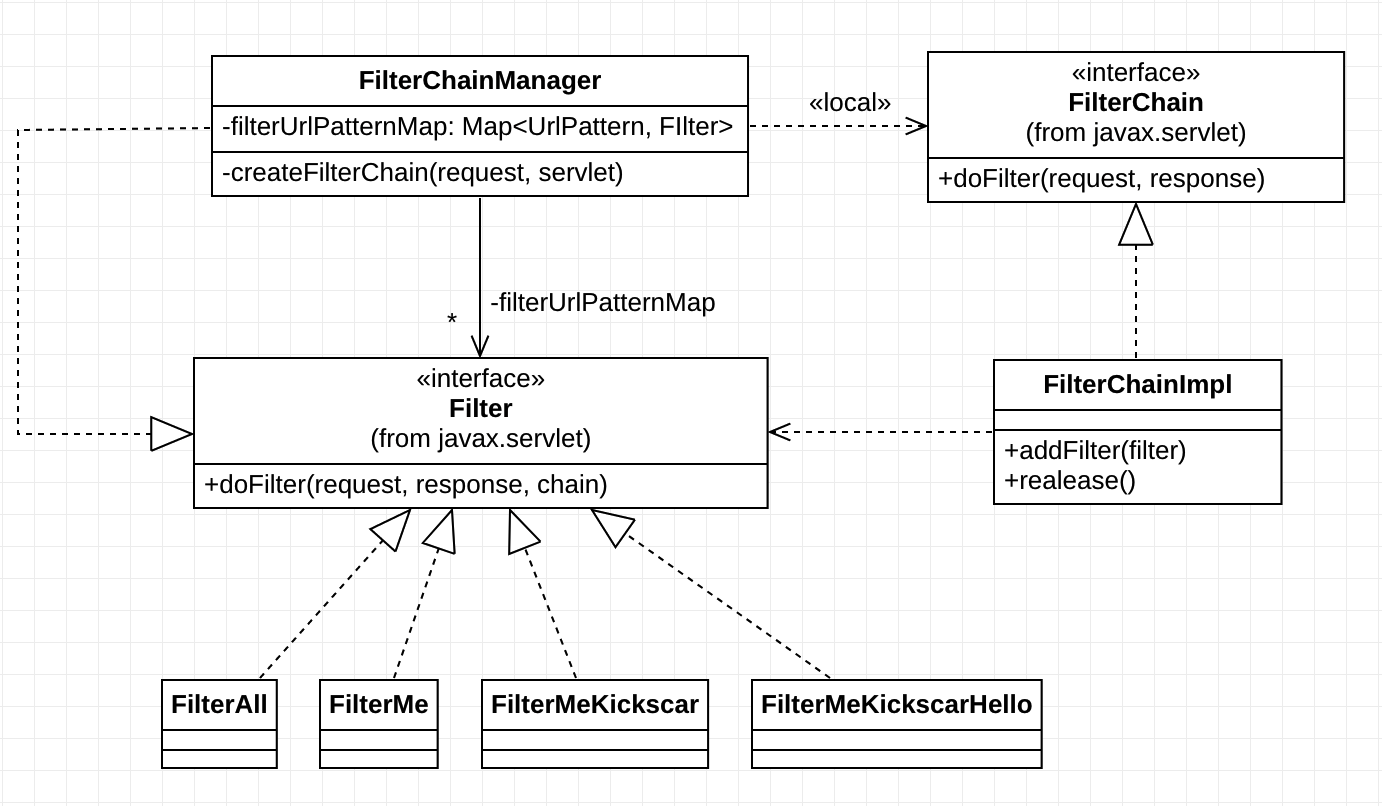 FilterChainManager
-filterUrlPatternMap: Map<UrlPattern, FIlter>
-createFilterChain(request, servlet)
«local»
«interface»
FilterChain
(from javax.servlet)
+doFilter(request, response)
-filterUrlPatternMap
*
«interface»
Filter
(from javax.servlet)
+doFilter(request, response, chain)
FilterChainImpl
+addFilter(filter)
+realease()
FilterAll
FilterMe
FilterMeKickscar
FilterMeKickscarHello